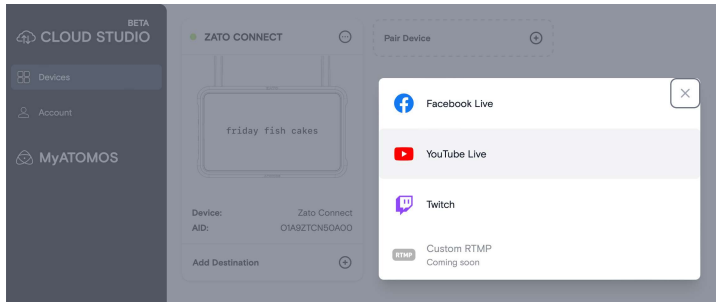 BETA
CLOUD STUDIO
Devices
Account
MyATOMOS
ZATO CONNECT
friday fish cakes
Device: Zato Connect
AID: O1A9ZTCN50A00
Add Destination
Pair Device
Facebook Live
YouTube Live
Twitch
RTMP
Custom RTMP
Coming soon